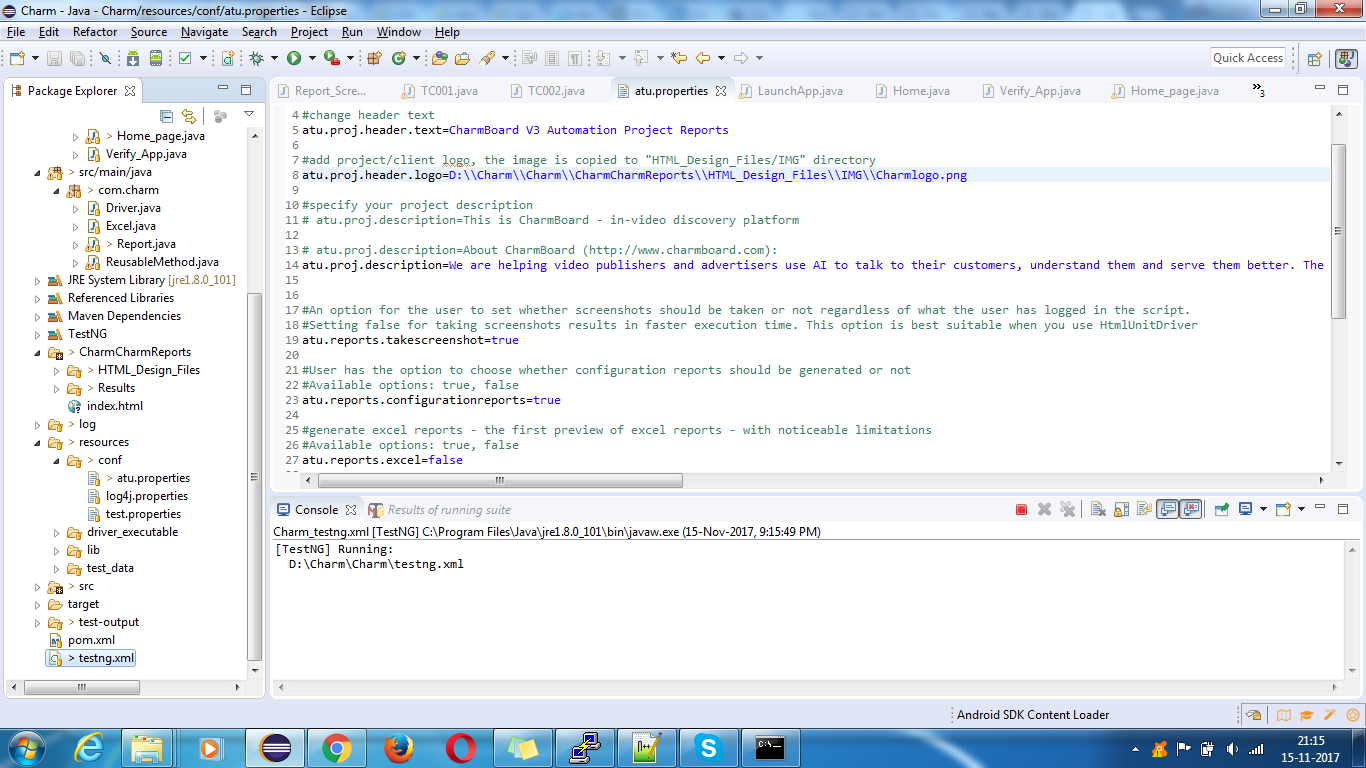 Charm - Java - Charm/resources/conf/atu.properties - Eclipse
File Edit Refactor Source Navigate Search Project Run Window Help
Quick Access
Package Explorer
> Home_page.java
Verify_App.java
> src/main/java
> com.charm
Driver.java
Excel.java
> Report.java
ReusableMethod.java
JRE System Library [jre1.8.0_101]
Referenced Libraries
Maven Dependencies
TestNG
> CharmCharmReports
> HTML_Design_Files
> Results
index.html
> log
> resources
> conf
> atu.properties
log4j.properties
test.properties
> driver_executable
> lib
> test_data
> src
target
> test-output
pom.xml
> testng.xml
Report_Scre... TC001.java TC002.java atu.properties LaunchApp.java Home.java Verify_App.java Home_page.java »3
4 #change header text
5 atu.proj.header.text=CharmBoard V3 Automation Project Reports
6
7 #add project/client logo, the image is copied to "HTML_Design_Files/IMG" directory
8 atu.proj.header.logo=D:\\Charm\\Charm\\CharmCharmReports\\HTML_Design_Files\\IMG\\Charmlogo.png
9
10 #specify your project description
11 # atu.proj.description=This is CharmBoard - in-video discovery platform
12
13 # atu.proj.description=About CharmBoard (http://www.charmboard.com):
14 atu.proj.description=We are helping video publishers and advertisers use AI to talk to their customers, understand them and serve them better. The
15
16
17 #An option for the user to set whether screenshots should be taken or not regardless of what the user has logged in the script.
18 #Setting false for taking screenshots results in faster execution time. This option is best suitable when you use HtmlUnitDriver
19 atu.reports.takescreenshot=true
20
21 #User has the option to choose whether configuration reports should be generated or not
22 #Available options: true, false
23 atu.reports.configurationreports=true
24
25 #generate excel reports - the first preview of excel reports - with noticeable limitations
26 #Available options: true, false
27 atu.reports.excel=false
Console Results of running suite
Charm_testng.xml [TestNG] C:\Program Files\Java\jre1.8.0_101\bin\javaw.exe (15-Nov-2017, 9:15:49 PM)
[TestNG] Running:
D:\Charm\Charm\testng.xml
Android SDK Content Loader
21:15
15-11-2017